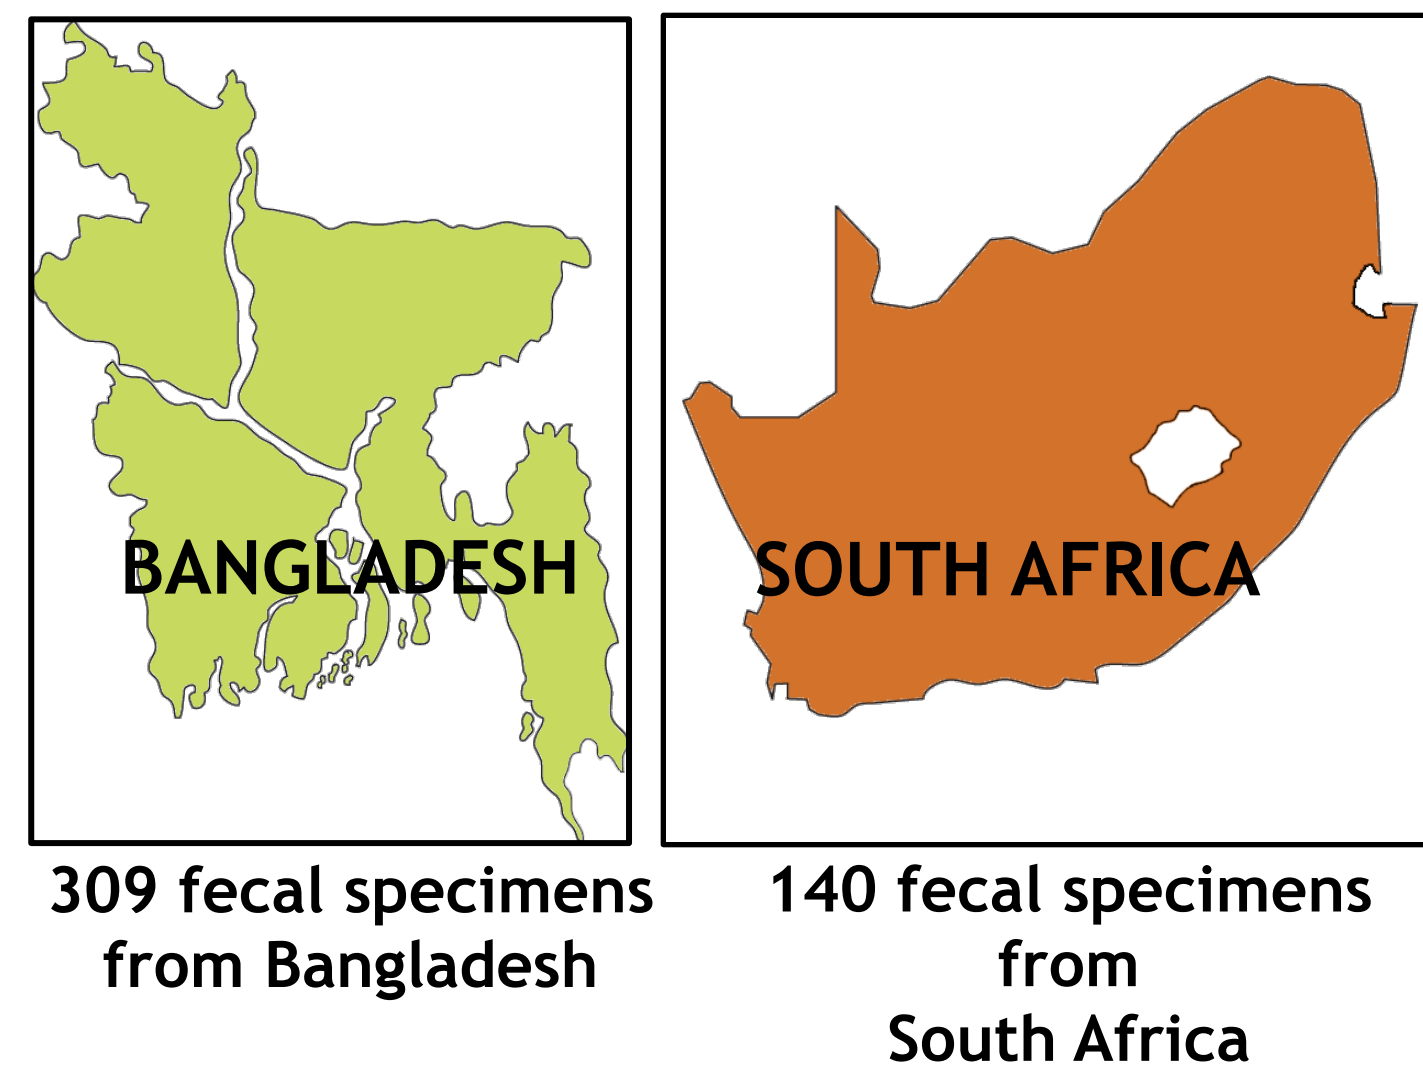 BANGLADESH
309 fecal specimens
from Bangladesh
SOUTH AFRICA
140 fecal specimens
from
South Africa